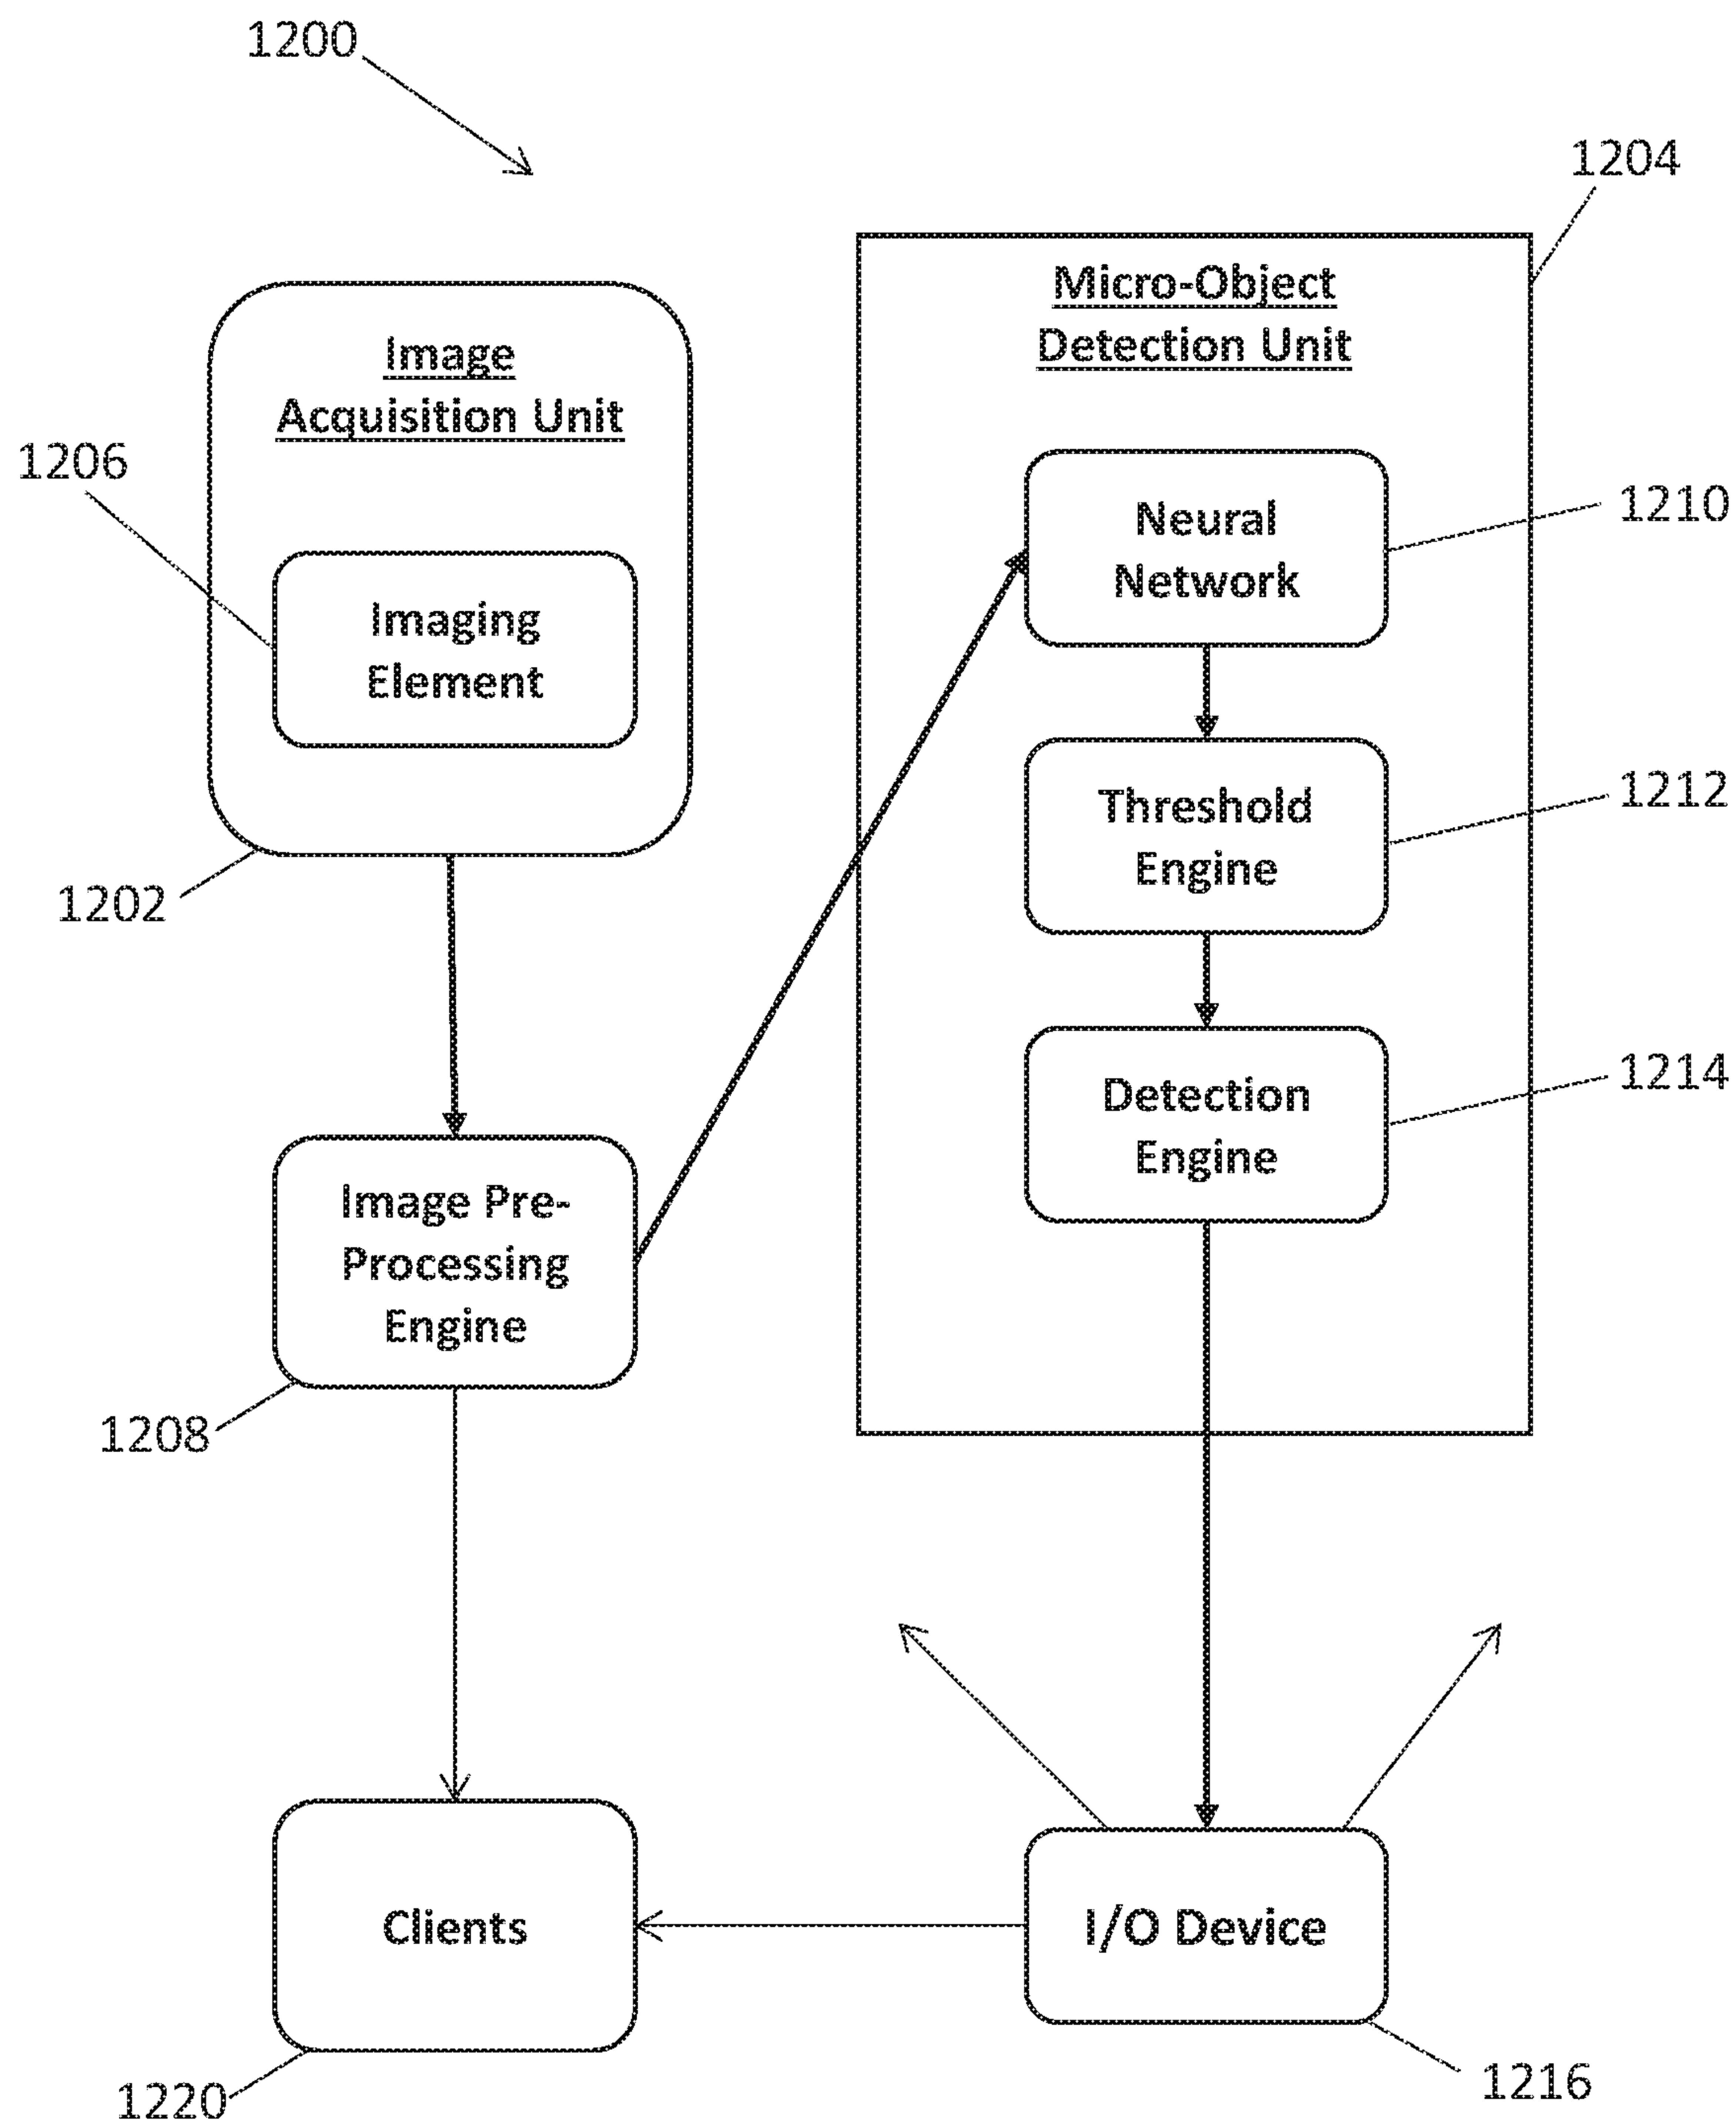 1200
1204
Image
Acquisition Unit
1206
Imaging
Element
1202
Micro-Object
Detection Unit
Neural
Network
1210
Threshold
Engine
1212
Detection
Engine
1214
Image Pre-
Processing
Engine
1208
Clients
1220
I/O Device
1216